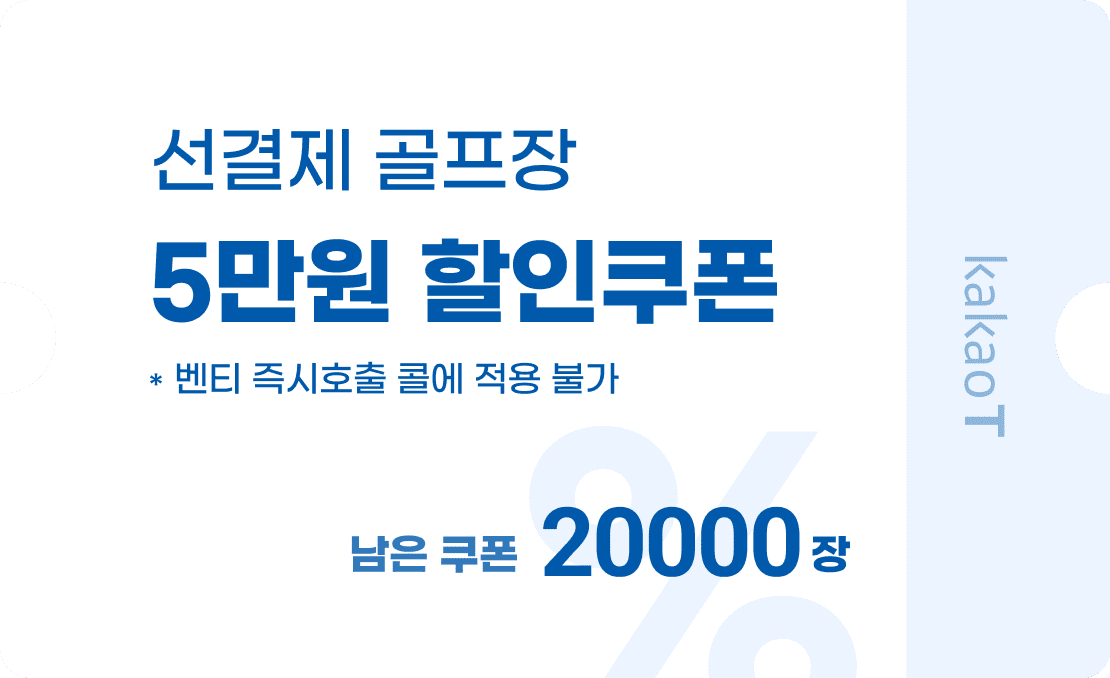 선결제 골프장
5만원 할인쿠폰
* 벤티 즉시호출 콜에 적용 불가
남은 쿠폰 20000 장
kakaoT